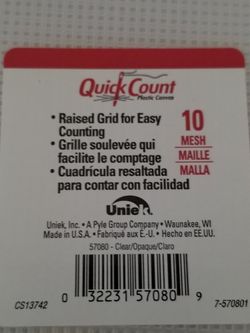 Quick Count
Plastic Canvas
• Raised Grid for Easy
Counting
• Grille soulevée qui
facilite le comptage
• Cuadrícula resaltada
para contar con facilidad
10
MESH
MAILLE
MALLA
Uniek
Uniek, Inc. • A Pyle Group Company • Waunakee, WI
Made in U.S.A. • Fabriqué aux É.-U. • Hecho en EE.UU.
57080 - Clear/Opaque/Claro
CS13742
0 32231 57080 9
7-570801